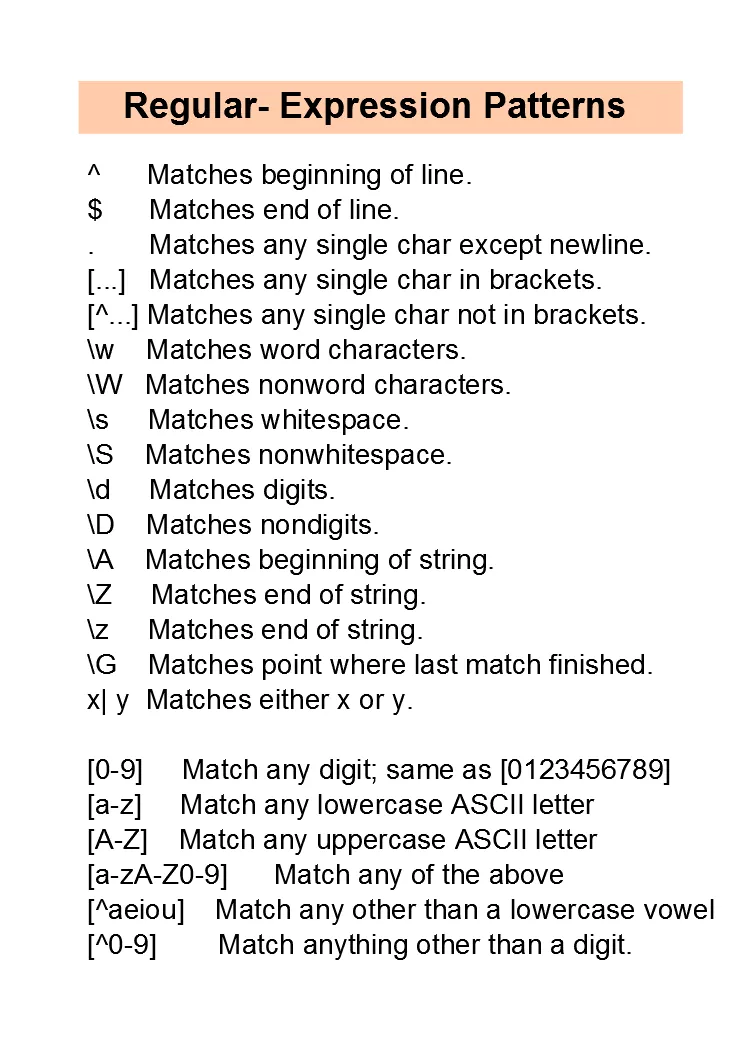 Regular- Expression Patterns
^ Matches beginning of line.
$ Matches end of line.
. Matches any single char except newline.
[...] Matches any single char in brackets.
[^...] Matches any single char not in brackets.
\w Matches word characters.
\W Matches nonword characters.
\s Matches whitespace.
\S Matches nonwhitespace.
\d Matches digits.
\D Matches nondigits.
\A Matches beginning of string.
\Z Matches end of string.
\z Matches end of string.
\G Matches point where last match finished.
x| y Matches either x or y.
[0-9] Match any digit; same as [0123456789]
[a-z] Match any lowercase ASCII letter
[A-Z] Match any uppercase ASCII letter
[a-zA-Z0-9] Match any of the above
[^aeiou] Match any other than a lowercase vowel
[^0-9] Match anything other than a digit.